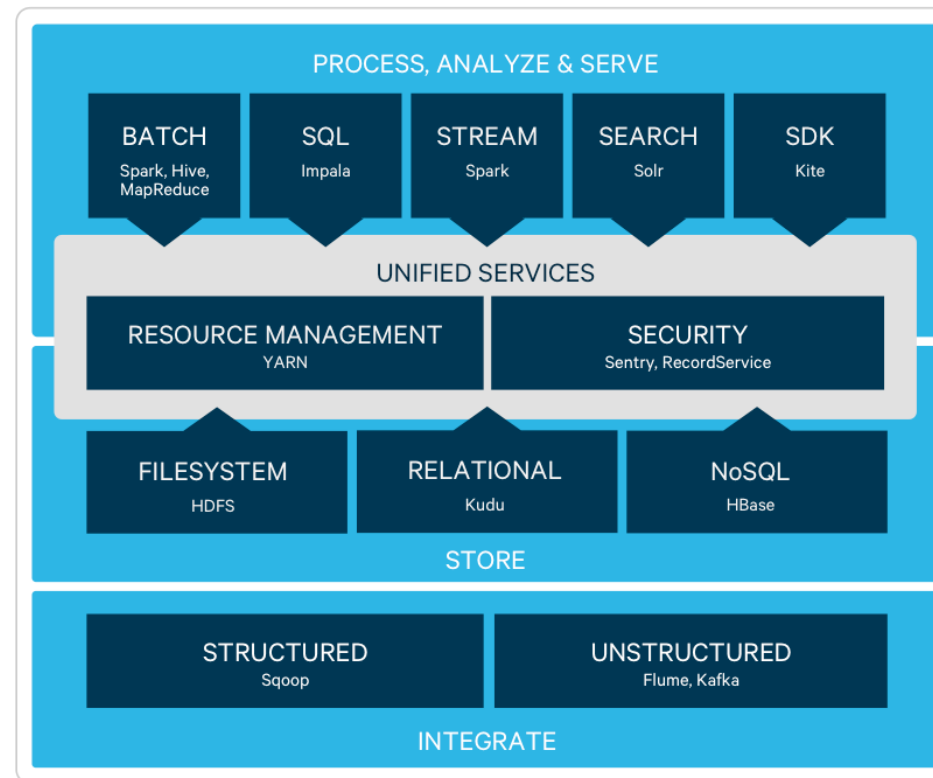 PROCESS, ANALYZE & SERVE
BATCH
Spark, Hive,
MapReduce
SQL
Impala
STREAM
Spark
SEARCH
Solr
SDK
Kite
UNIFIED SERVICES
RESOURCE MANAGEMENT
YARN
SECURITY
Sentry, RecordService
FILESYSTEM
HDFS
RELATIONAL
Kudu
NoSQL
HBase
STORE
STRUCTURED
Sqoop
UNSTRUCTURED
Flume, Kafka
INTEGRATE